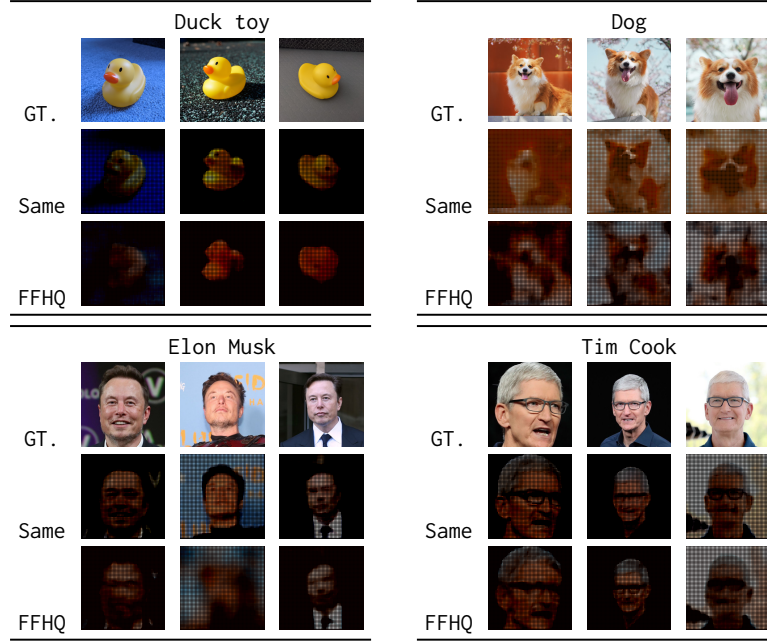 Duck toy
GT.
Same
FFHQ
Dog
GT.
Same
FFHQ
Elon Musk
GT.
Same
FFHQ
Tim Cook
GT.
Same
FFHQ